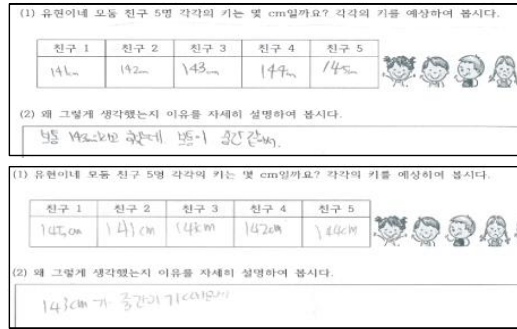 (1) 유현이네 모둠 친구 5명 각각의 키는 몇 cm일까요? 각각의 키를 예상하여 봅시다.
친구 1 친구 2 친구 3 친구 4 친구 5
141cm 142cm 143cm 144cm 145cm
(2) 왜 그렇게 생각했는지 이유를 자세히 설명하여 봅시다.
보통
(1) 유현이네 모둠 친구 5명 각각의 키는 몇 cm일까요? 각각의 키를 예상하여 봅시다.
친구 1 친구 2 친구 3 친구 4 친구 5
145cm 141cm 143cm 142cm 144cm
(2) 왜 그렇게 생각했는지 이유를 자세히 설명하여 봅시다.
143cm가 중간이기